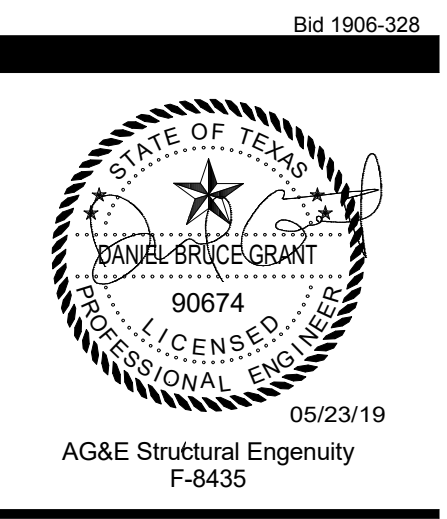 Bid 1906-328
STATE OF TEXAS
DANIEL BRUCE GRANT
90674
LICENSED
PROFESSIONAL ENGINEER
05/23/19
AG&E Structural Engenuity
F-8435